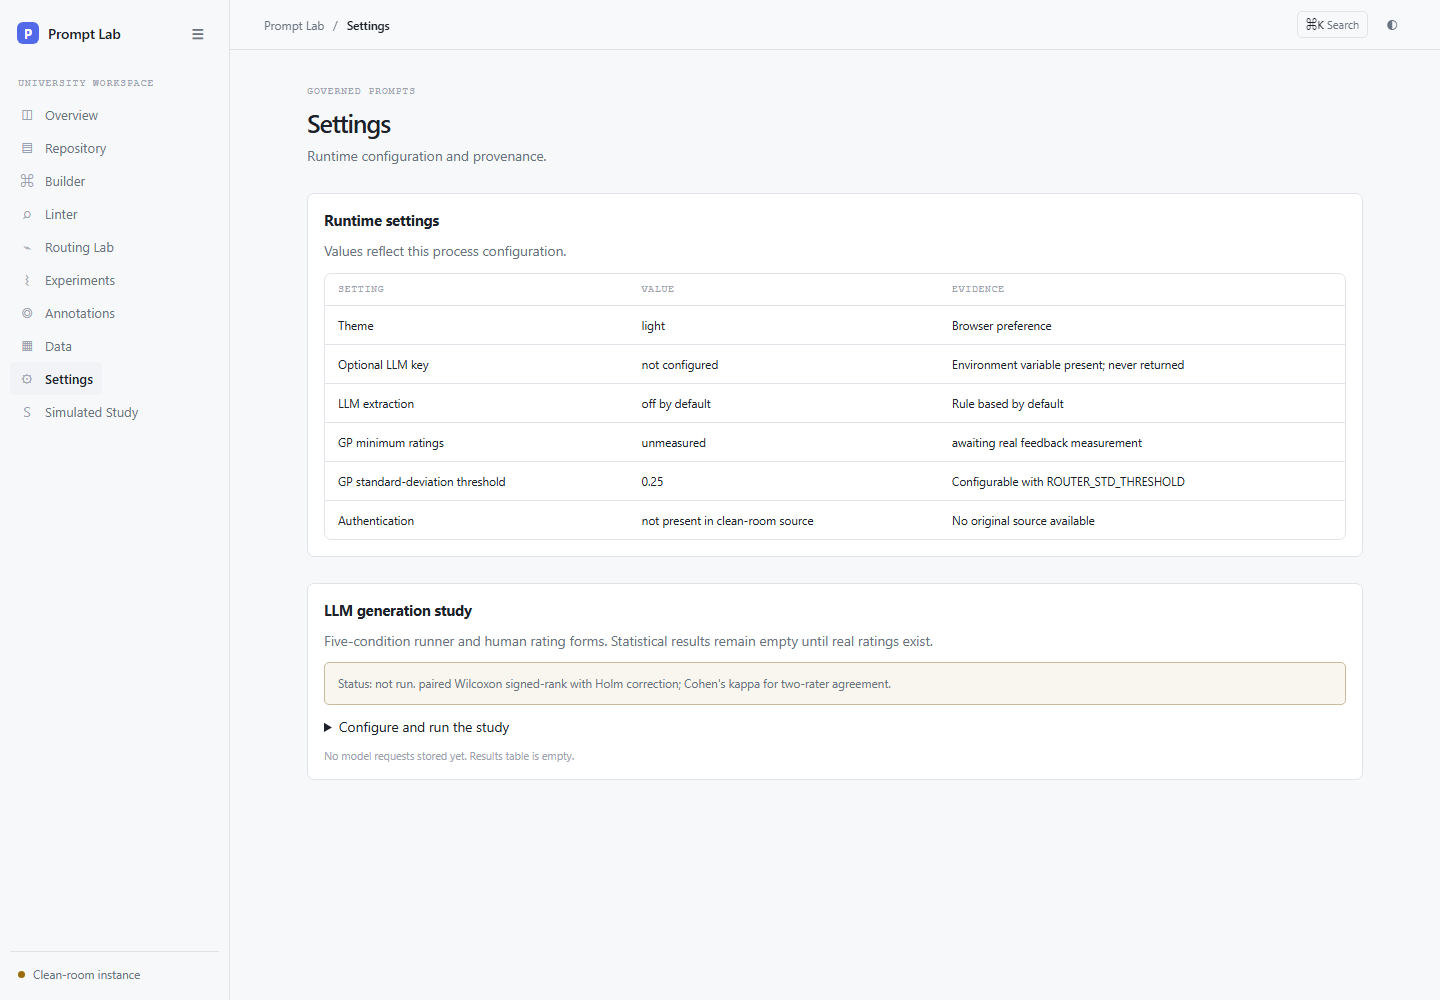 P Prompt Lab
UNIVERSITY WORKSPACE
Overview
Repository
Builder
Linter
Routing Lab
Experiments
Annotations
Data
Settings
S Simulated Study
Clean-room instance
Prompt Lab / Settings
⌘K Search
GOVERNED PROMPTS
Settings
Runtime configuration and provenance.
Runtime settings
Values reflect this process configuration.
SETTING VALUE EVIDENCE
Theme light Browser preference
Optional LLM key not configured Environment variable present; never returned
LLM extraction off by default Rule based by default
GP minimum ratings unmeasured awaiting real feedback measurement
GP standard-deviation threshold 0.25 Configurable with ROUTER_STD_THRESHOLD
Authentication not present in clean-room source No original source available
LLM generation study
Five-condition runner and human rating forms. Statistical results remain empty until real ratings exist.
Status: not run. paired Wilcoxon signed-rank with Holm correction; Cohen's kappa for two-rater agreement.
Configure and run the study
No model requests stored yet. Results table is empty.